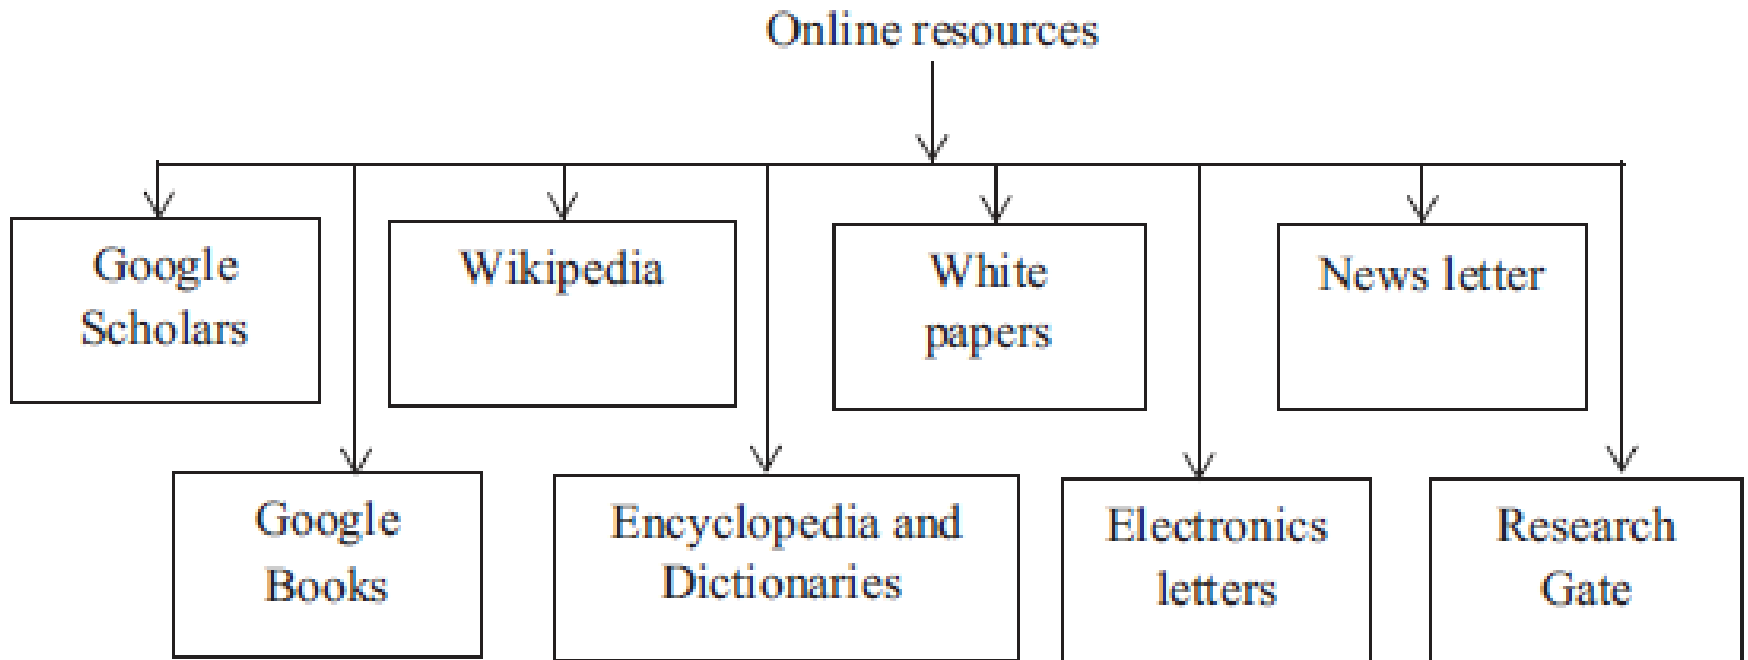 Online resources
Google
Scholars
Wikipedia
White
papers
News letter
Google
Books
Encyclopedia and
Dictionaries
Electronics
letters
Research
Gate